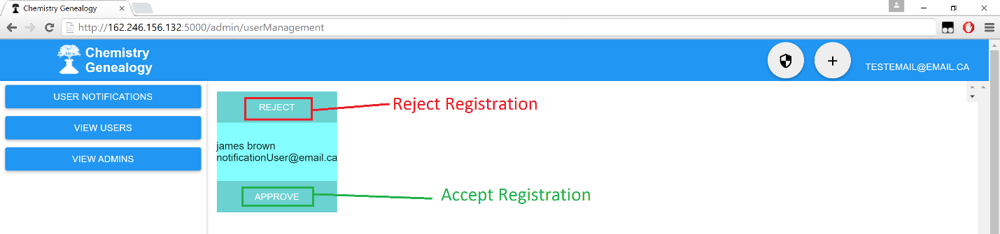 Chemistry Genealogy
http://162.246.156.132:5000/admin/userManagement
Chemistry
Genealogy
TESTEMAIL@EMAIL.CA
USER NOTIFICATIONS
VIEW USERS
VIEW ADMINS
REJECT
Reject Registration
james brown
notificationUser@email.ca
APPROVE
Accept Registration